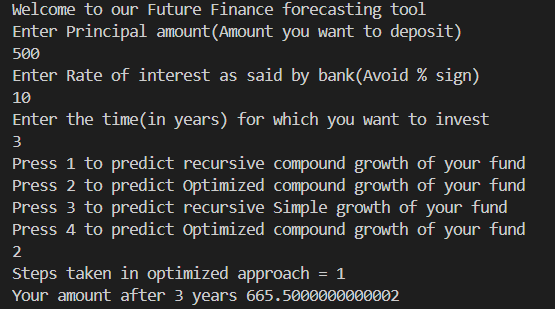 Welcome to our Future Finance forecasting tool
Enter Principal amount(Amount you want to deposit)
500
Enter Rate of interest as said by bank(Avoid % sign)
10
Enter the time(in years) for which you want to invest
3
Press 1 to predict recursive compound growth of your fund
Press 2 to predict Optimized compound growth of your fund
Press 3 to predict recursive Simple growth of your fund
Press 4 to predict Optimized compound growth of your fund
2
Steps taken in optimized approach = 1
Your amount after 3 years 665.5000000000002